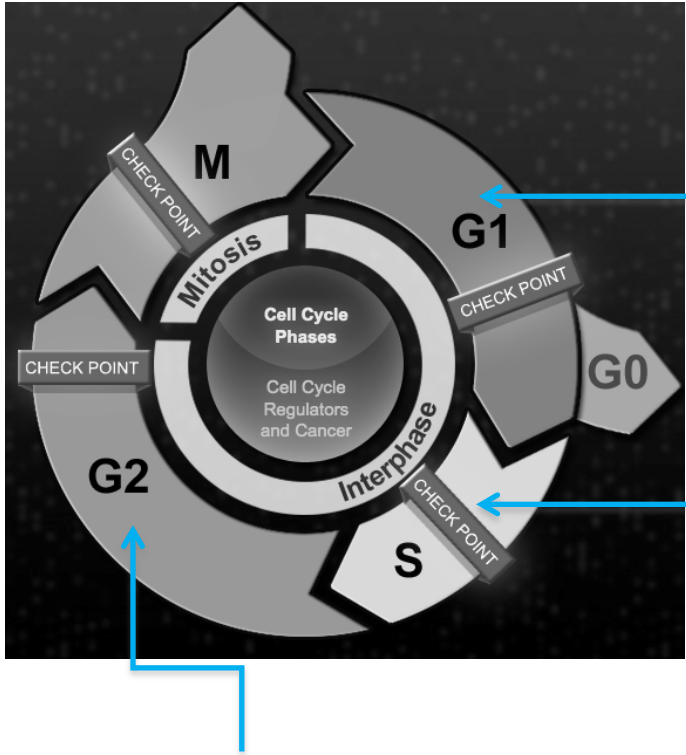 M
CHECK POINT
G1
Mitosis
CHECK POINT
Cell Cycle
Phases
CHECK POINT
G0
Cell Cycle
Regulators
and Cancer
Interphase
G2
CHECK POINT
S